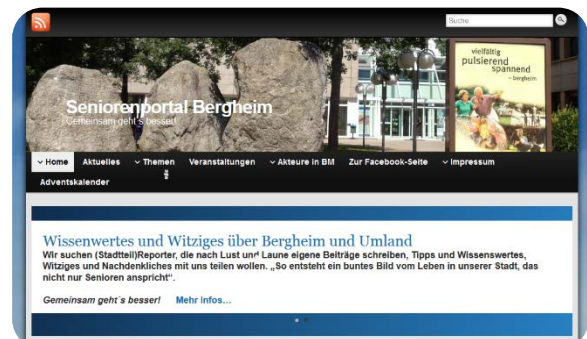 Suche:
vielfältig
pulsierend
spannend
– bergheim
Seniorenportal Bergheim
Gemeinsam geht´s besser!
Home Aktuelles Themen Veranstaltungen Akteure in BM Zur Facebook-Seite Impressum
Adventskalender
Wissenwertes und Witziges über Bergheim und Umland
Wir suchen (Stadtteil)Reporter, die nach Lust und Laune eigene Beiträge schreiben, Tipps und Wissenswertes,
Witziges und Nachdenkliches mit uns teilen wollen. „So entsteht ein buntes Bild vom Leben in unserer Stadt, das
nicht nur Senioren anspricht“.
Gemeinsam geht´s besser! Mehr Infos…